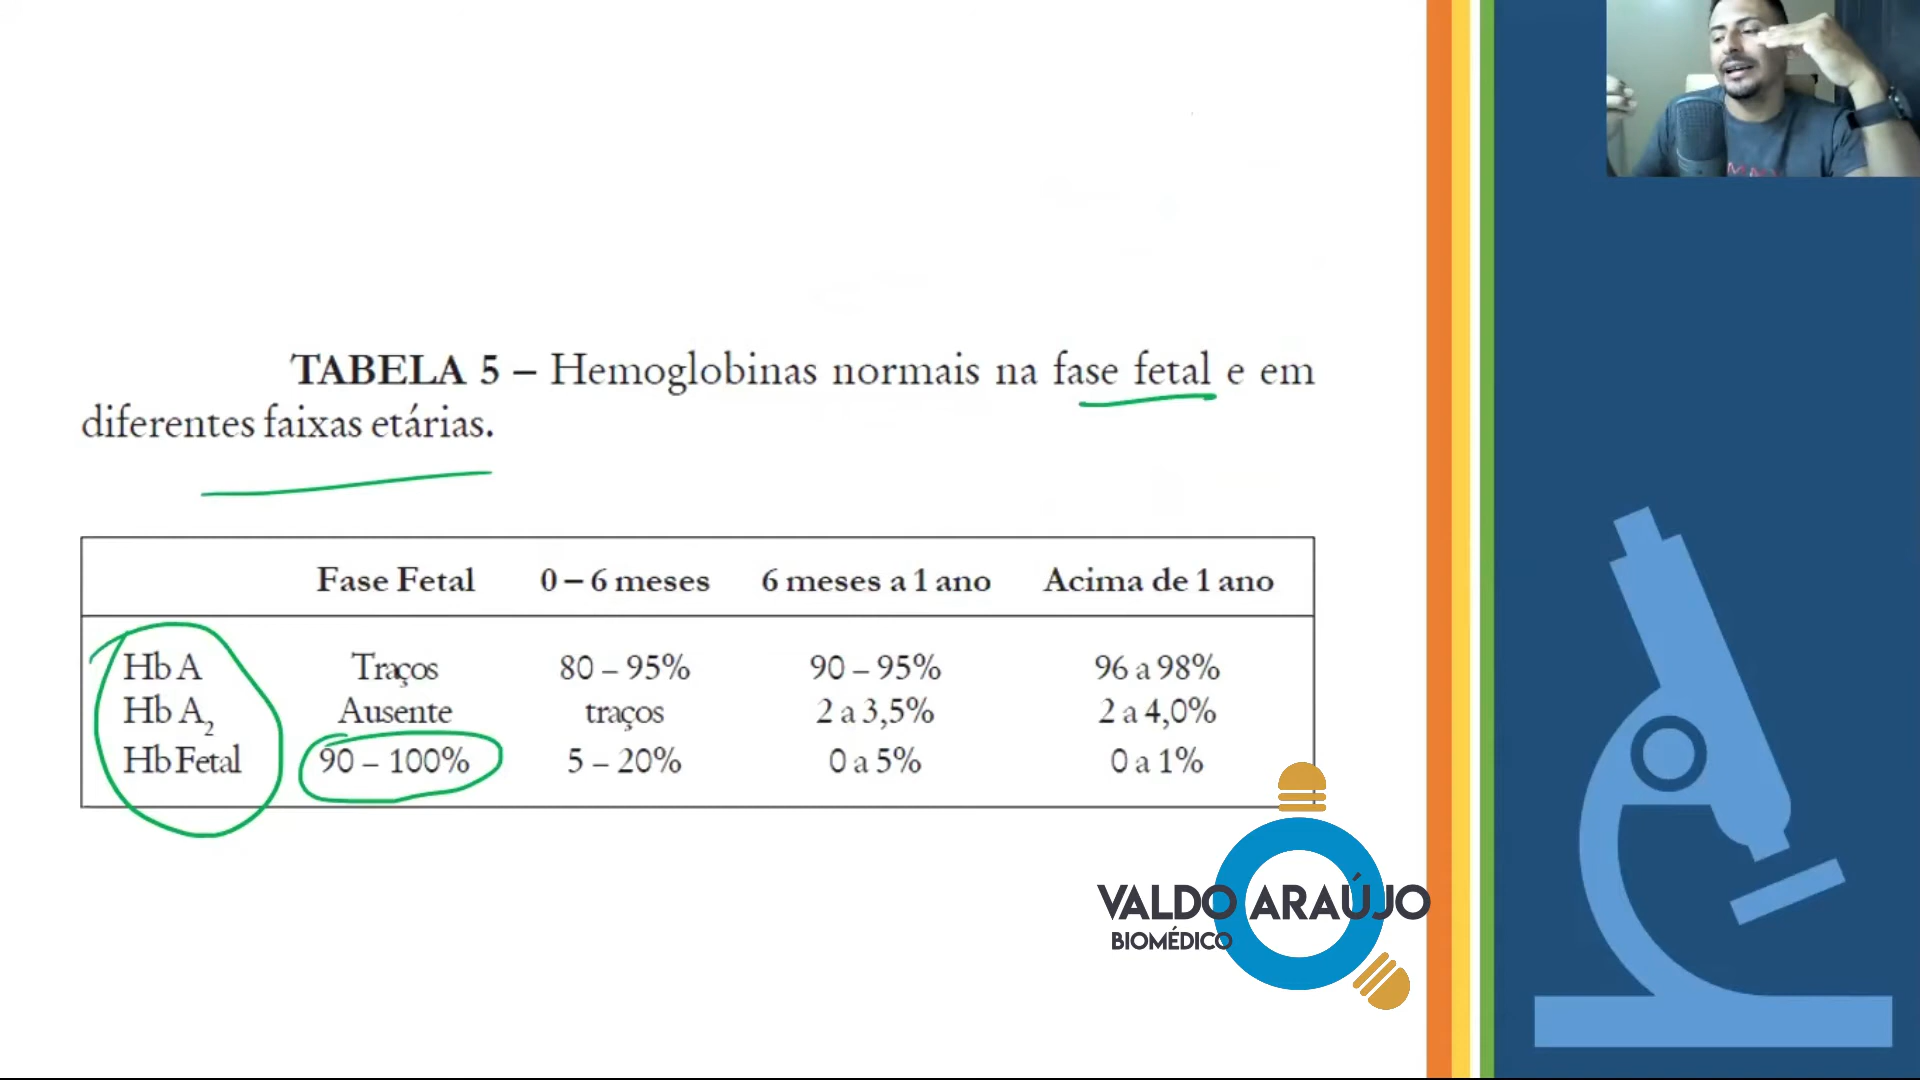 TABELA 5 – Hemoglobinas normais na fase fetal e em
diferentes faixas etárias.
Fase Fetal 0 – 6 meses 6 meses a 1 ano Acima de 1 ano
Hb A Traços 80 – 95% 90 – 95% 96 a 98%
Hb A2 Ausente traços 2 a 3,5% 2 a 4,0%
Hb Fetal 90 – 100% 5 – 20% 0 a 5% 0 a 1%
VALDO ARAÚJO
BIOMÉDICO